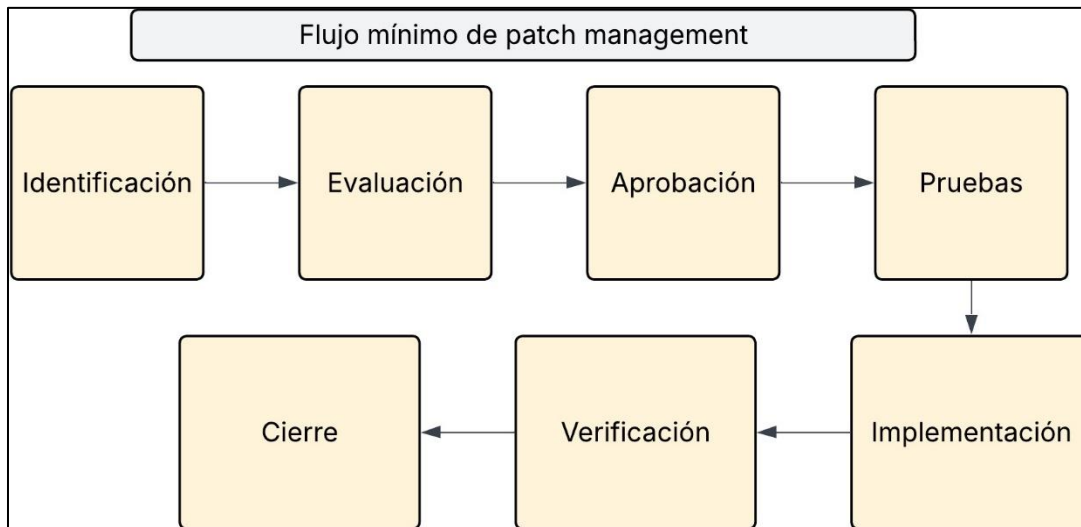 Flujo mínimo de patch management
Identificación
Evaluación
Aprobación
Pruebas
Implementación
Verificación
Cierre